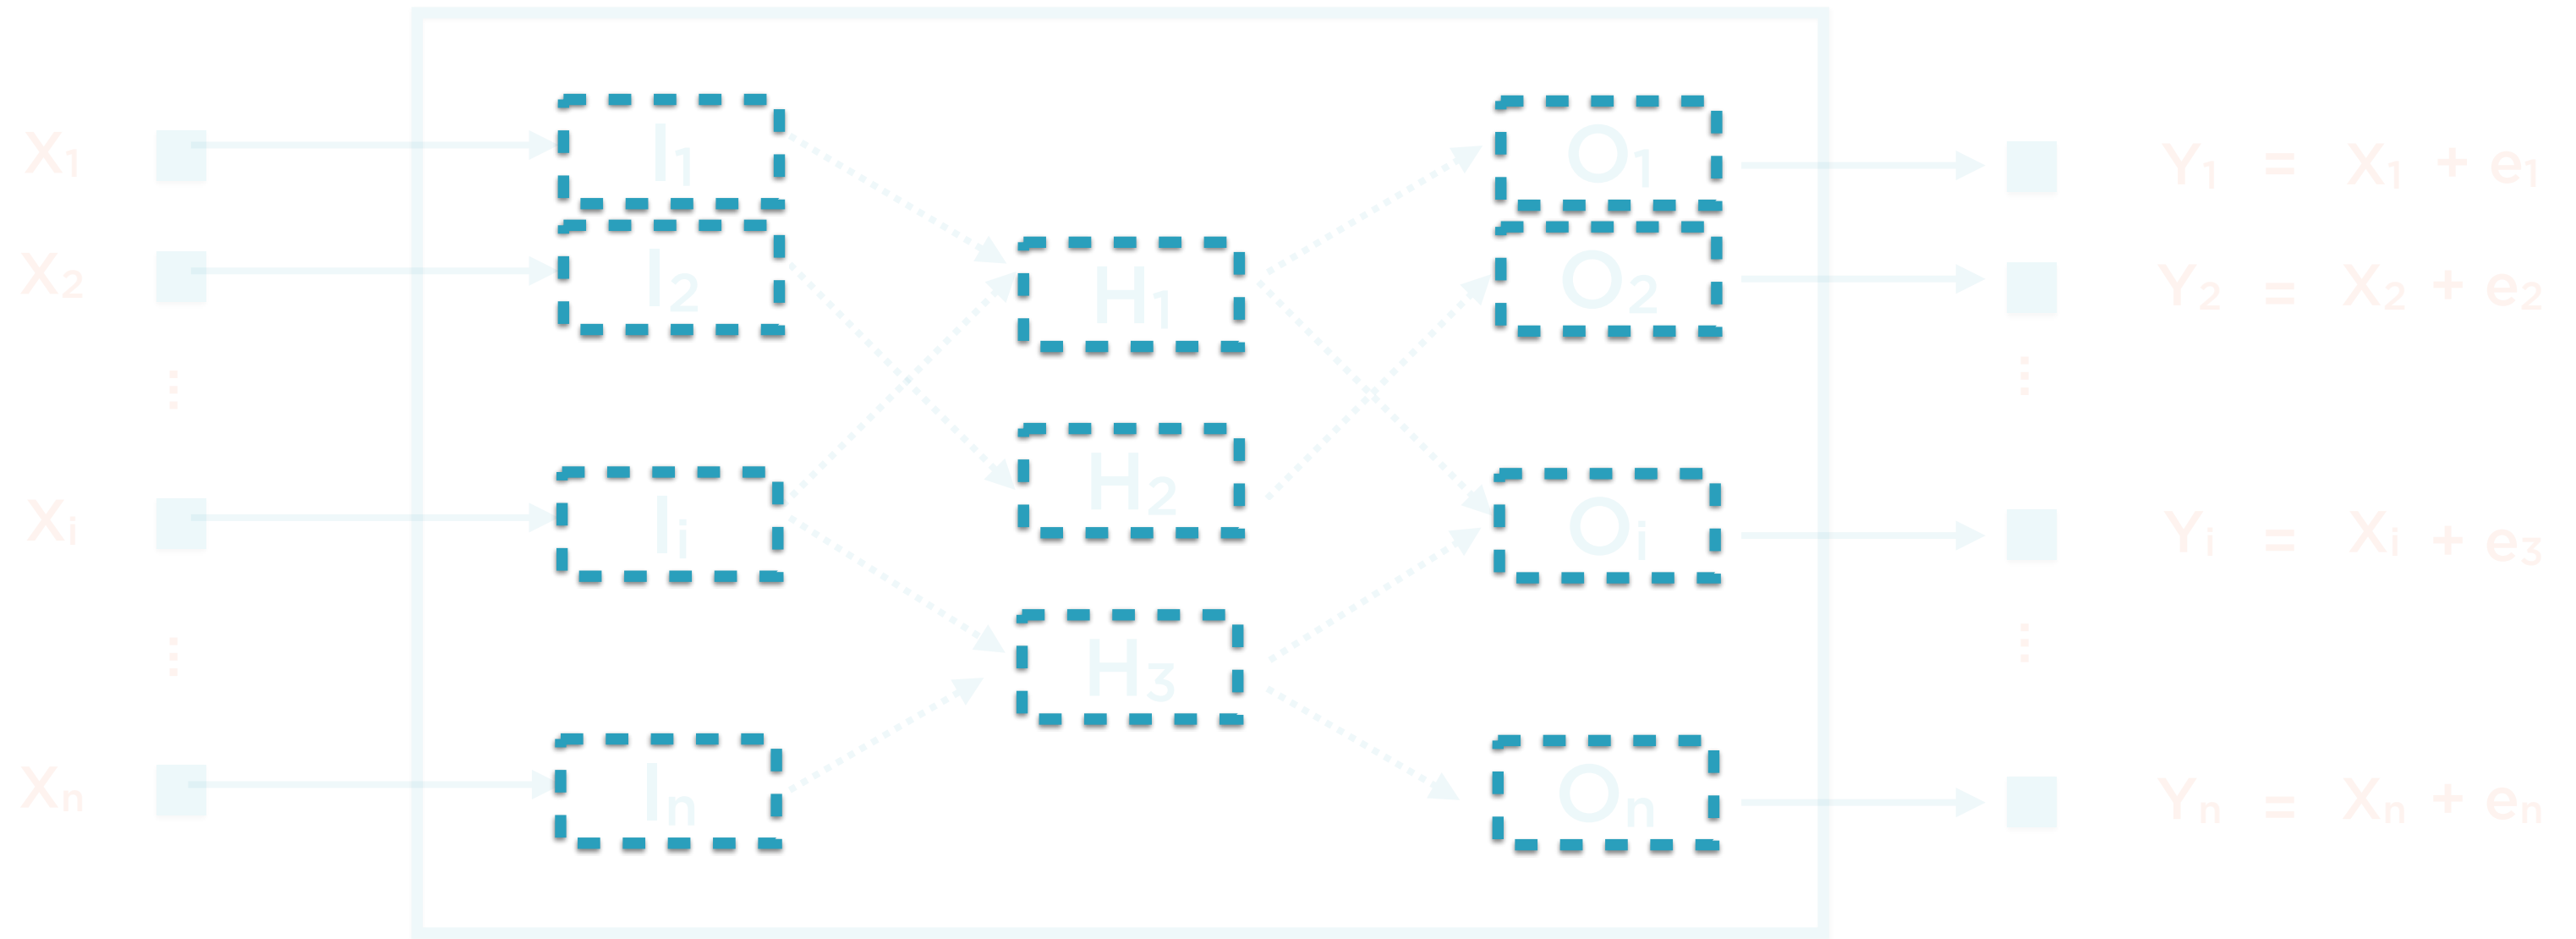 X1 I1 O1 Y1 = X1 + e1
X2 I2 H1 O2 Y2 = X2 + e2
⋮ ⋮
Xi Ii H2 Oi Yi = Xi + e3
⋮ H3 ⋮
Xn In On Yn = Xn + en